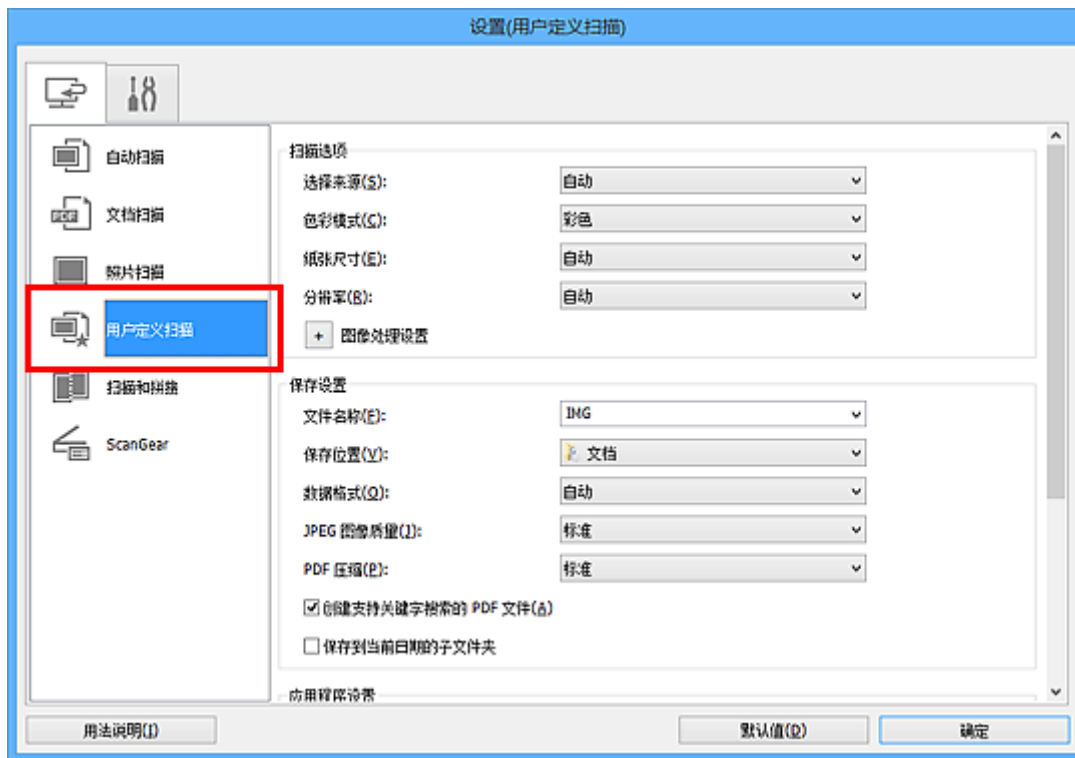 设置(用户定义扫描)
自动扫描
文档扫描
照片扫描
用户定义扫描
扫描和拼接
ScanGear
扫描选项
选择来源(S): 自动
色彩模式(C): 彩色
纸张尺寸(E): 自动
分辨率(R): 自动
+ 图像处理设置
保存设置
文件名称(F): IMG
保存位置(V): 文档
数据格式(O): 自动
JPEG 图像质量(J): 标准
PDF 压缩(P): 标准
创建支持关键字搜索的 PDF 文件(A)
保存到当前日期的子文件夹
应用程序设置
用法说明(I) 默认值(D) 确定